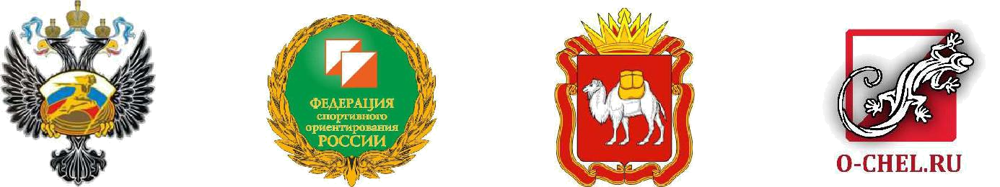 ФЕДЕРАЦИЯ
спортивного
ориентирования
РОССИИ
O-CHEL.RU